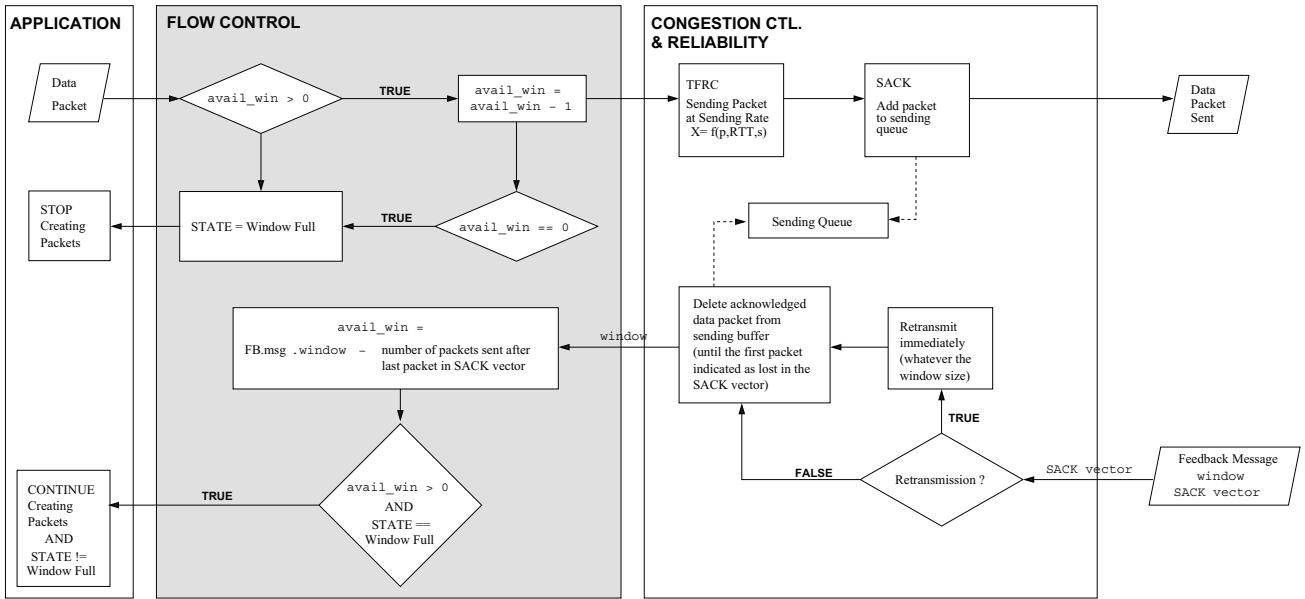 APPLICATION
FLOW CONTROL
CONGESTION CTL.
& RELIABILITY
Data
Packet
avail_win > 0
TRUE
avail_win =
avail_win - 1
TFRC
Sending Packet
at Sending Rate
X= f(p,RTT,s)
SACK
Add packet
to sending
queue
Data
Packet
Sent
STOP
Creating
Packets
STATE = Window Full
TRUE
avail_win == 0
Sending Queue
avail_win =
FB.msg .window - number of packets sent after
last packet in SACK vector
window
Delete acknowledged
data packet from
sending buffer
(until the first packet
indicated as lost in the
SACK vector)
Retransmit
immediately
(whatever the
window size)
TRUE
FALSE
Retransmission ?
SACK vector
Feedback Message
window
SACK vector
CONTINUE
Creating
Packets
AND
STATE !=
Window Full
TRUE
avail_win > 0
AND
STATE ==
Window Full